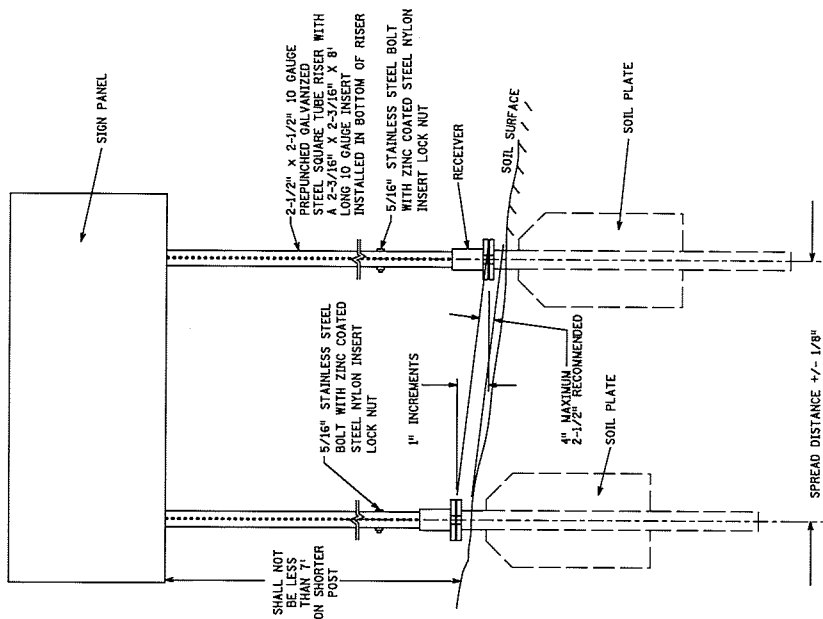 SIGN PANEL
2-1/2" x 2-1/2" 10 GAUGE
PREPUNCHED GALVANIZED
STEEL SQUARE TUBE RISER WITH
A 2-3/16" X 2-3/16" X 8'
LONG 10 GAUGE INSERT
INSTALLED IN BOTTOM OF RISER
5/16" STAINLESS STEEL BOLT
WITH ZINC COATED STEEL NYLON
INSERT LOCK NUT
RECEIVER
SOIL SURFACE
SOIL PLATE
5/16" STAINLESS STEEL
BOLT WITH ZINC COATED
STEEL NYLON INSERT
LOCK NUT
1" INCREMENTS
4" MAXIMUM
2-1/2" RECOMMENDED
SOIL PLATE
SHALL NOT
BE LESS
THAN 7'
ON SHORTER
POST
SPREAD DISTANCE +/- 1/8"